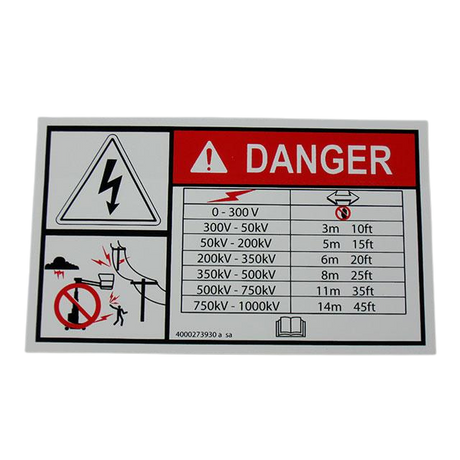 DANGER
0 - 300 V
300V - 50kV 3m 10ft
50kV - 200kV 5m 15ft
200kV - 350kV 6m 20ft
350kV - 500kV 8m 25ft
500kV - 750kV 11m 35ft
750kV - 1000kV 14m 45ft
4000273930 a sa